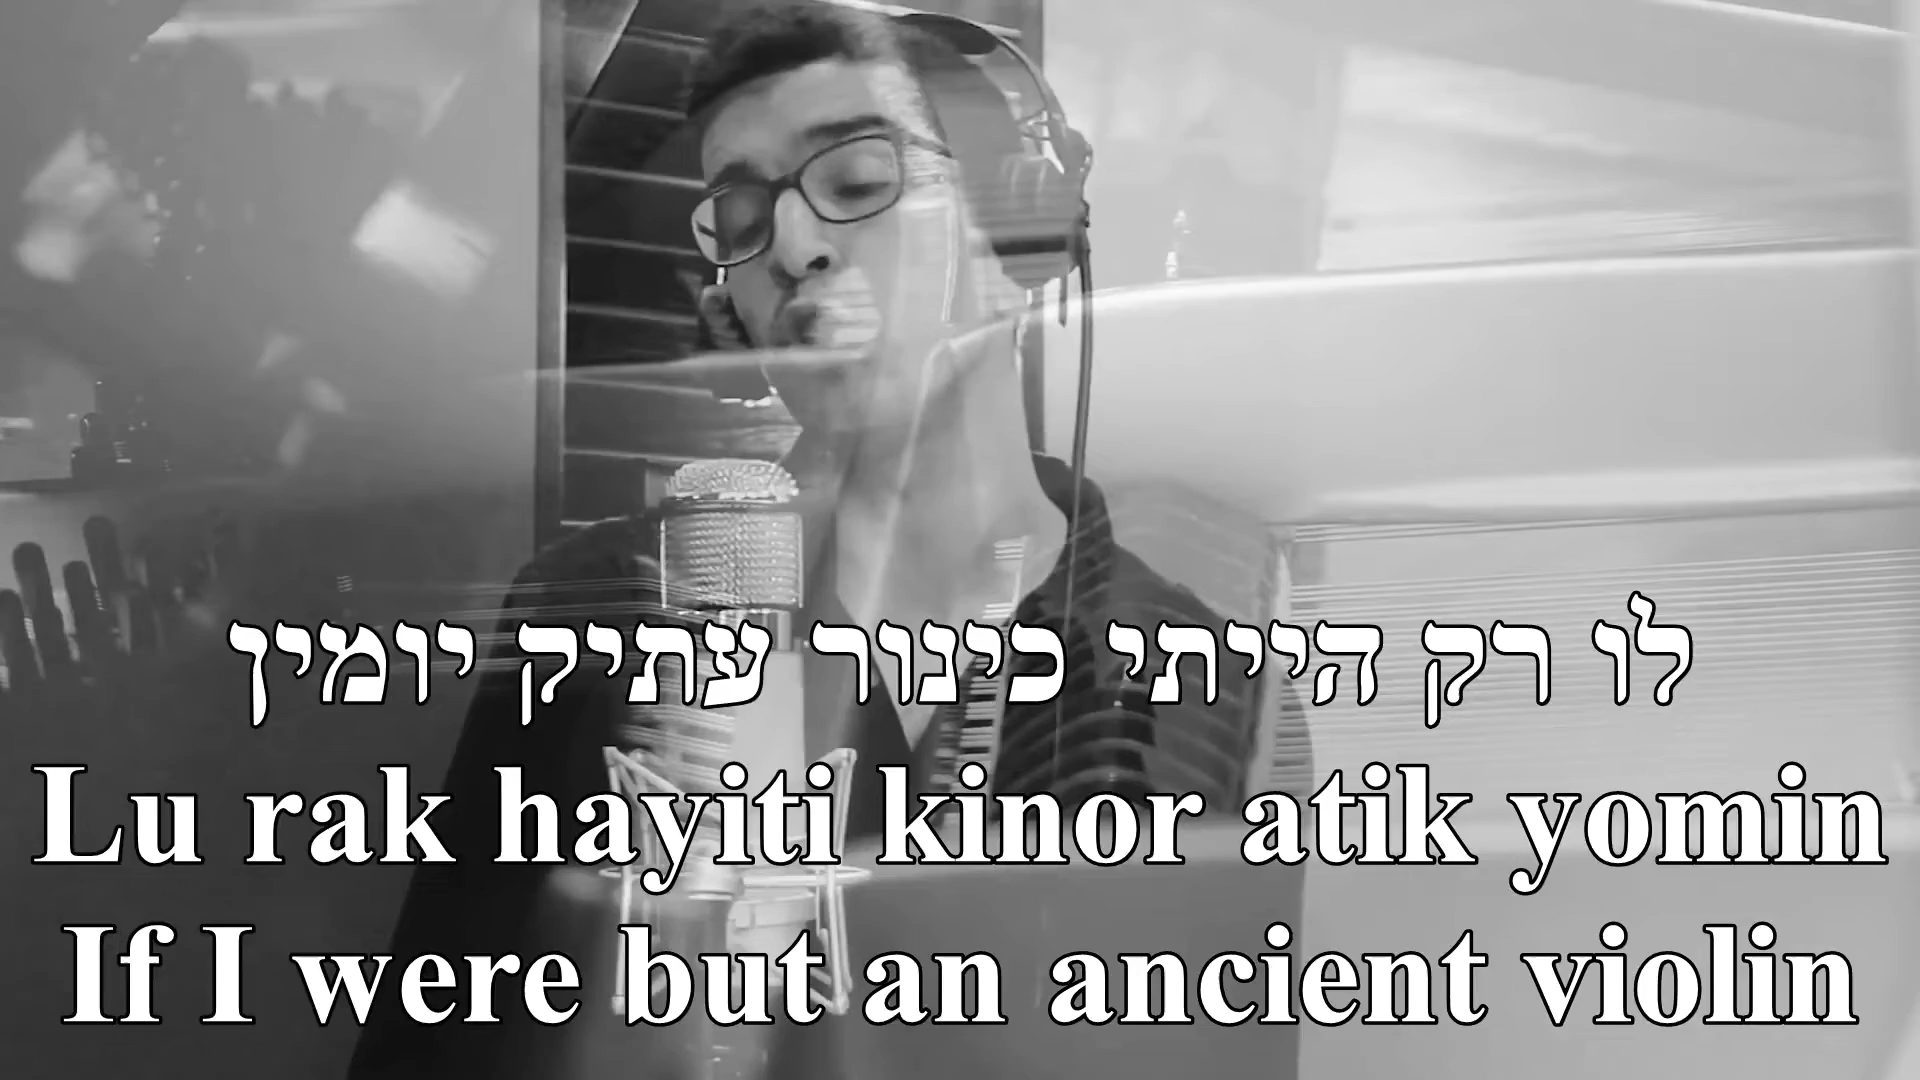 לו רק הייתי כינור עתיק יומין
Lu rak hayiti kinor atik yomin
If I were but an ancient violin